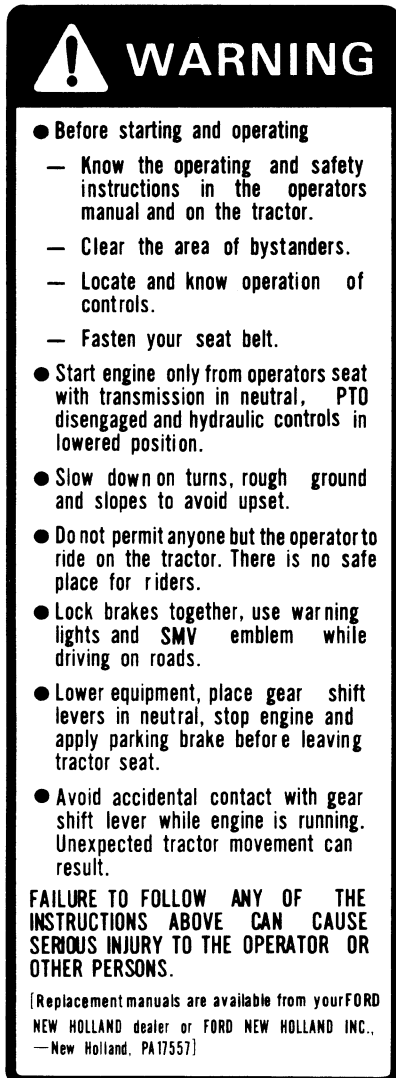 WARNING
● Before starting and operating
— Know the operating and safety
instructions in the operators
manual and on the tractor.
— Clear the area of bystanders.
— Locate and know operation of
controls.
— Fasten your seat belt.
● Start engine only from operators seat
with transmission in neutral, PTO
disengaged and hydraulic controls in
lowered position.
● Slow down on turns, rough ground
and slopes to avoid upset.
● Do not permit anyone but the operator to
ride on the tractor. There is no safe
place for riders.
● Lock brakes together, use warning
lights and SMV emblem while
driving on roads.
● Lower equipment, place gear shift
levers in neutral, stop engine and
apply parking brake before leaving
tractor seat.
● Avoid accidental contact with gear
shift lever while engine is running.
Unexpected tractor movement can
result.
FAILURE TO FOLLOW ANY OF THE
INSTRUCTIONS ABOVE CAN CAUSE
SERIOUS INJURY TO THE OPERATOR OR
OTHER PERSONS.
[Replacement manuals are available from your FORD
NEW HOLLAND dealer or FORD NEW HOLLAND INC.,
—New Holland, PA 17557]